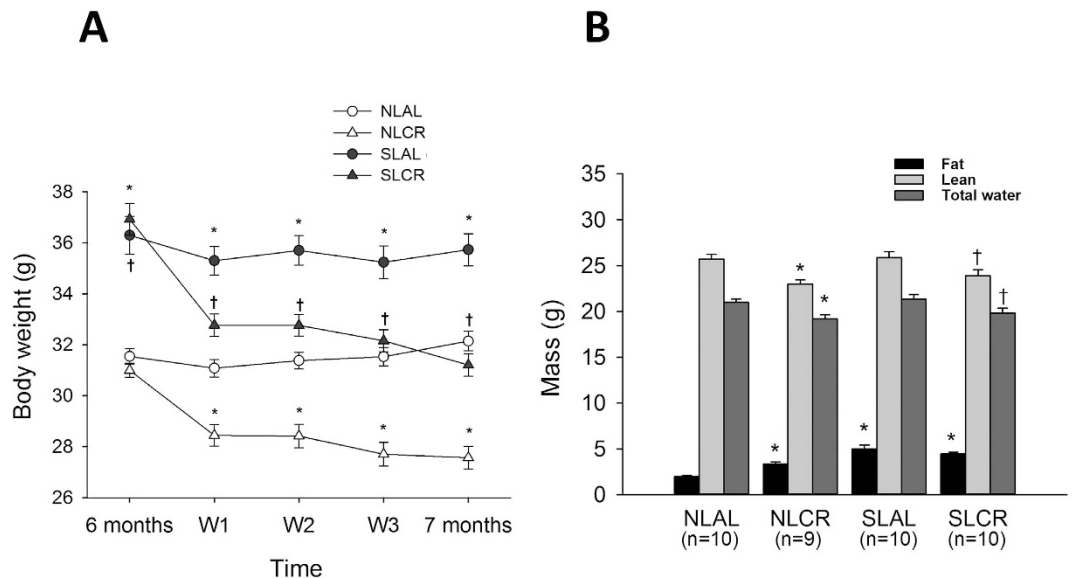 A
NLAL
NLCR
SLAL
SLCR
38
36
34
32
30
28
26
* * * * *
† † † † †
* * * *
Body weight (g)
6 months W1 W2 W3 7 months
Time
B
Fat
Lean
Total water
35
30
25
20
15
10
5
0
* * †
* †
* * *
Mass (g)
NLAL NLCR SLAL SLCR
(n=10) (n=9) (n=10) (n=10)